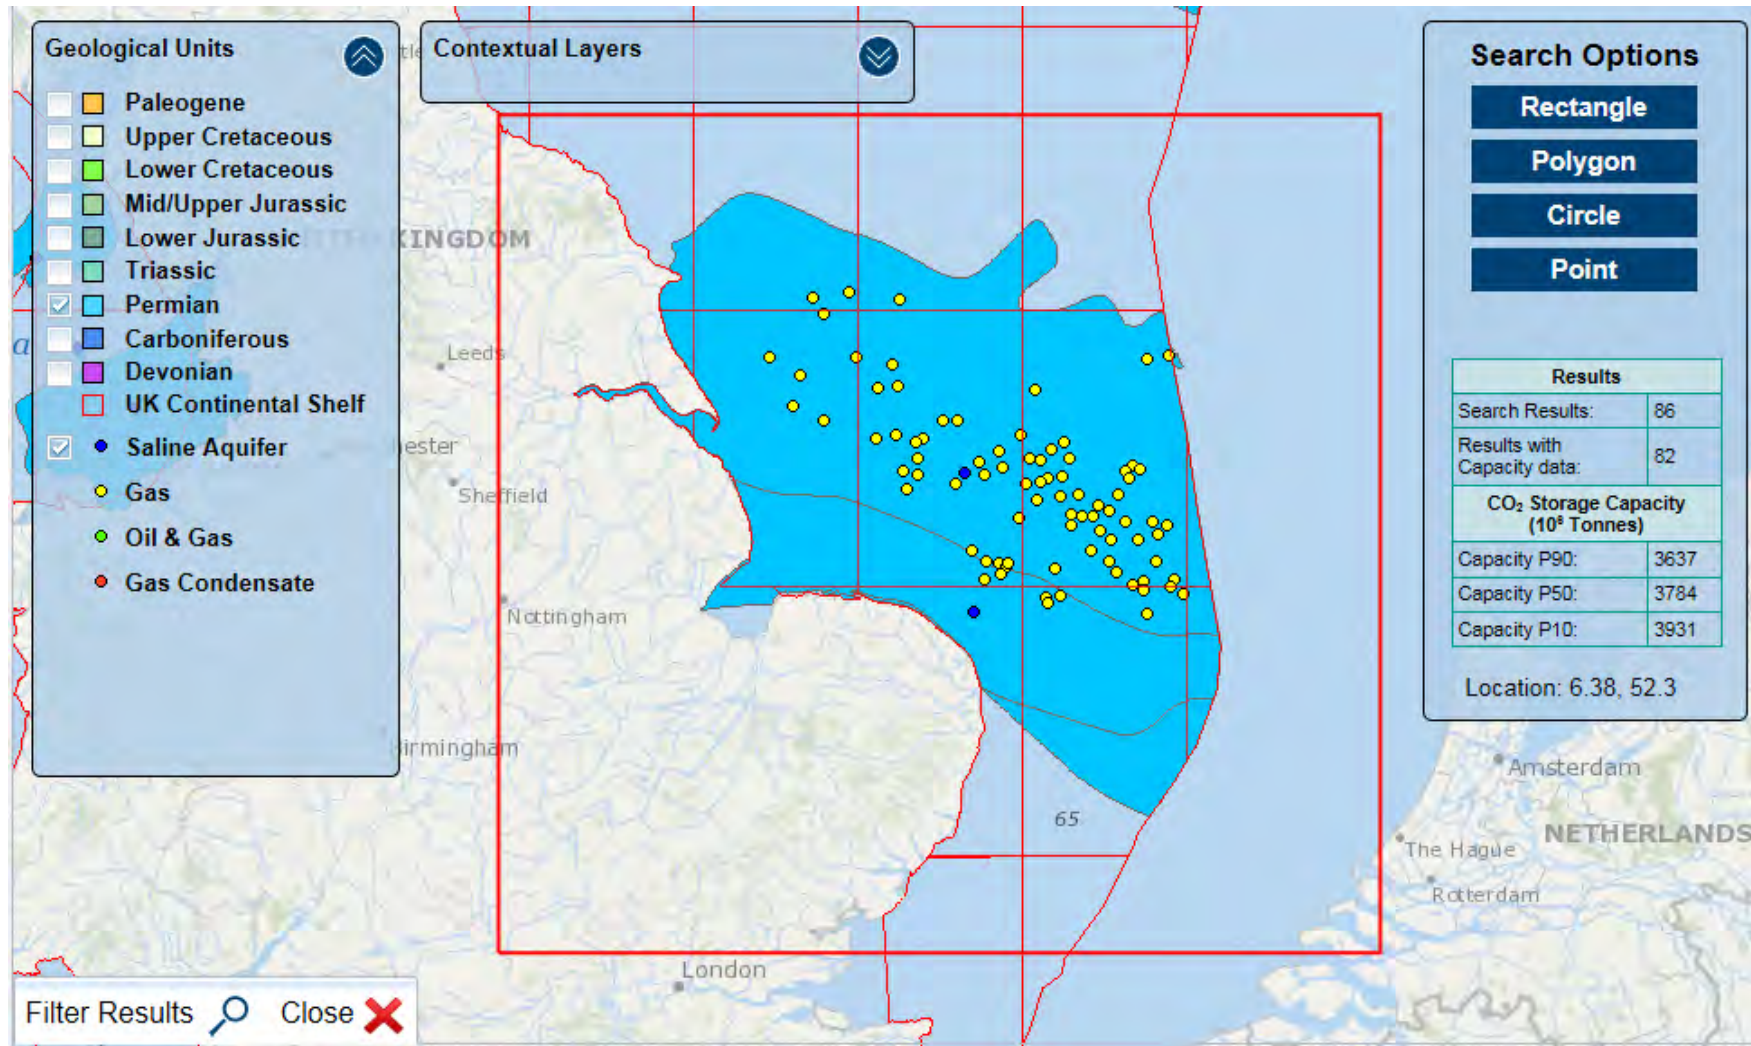 Geological Units
Paleogene
Upper Cretaceous
Lower Cretaceous
Mid/Upper Jurassic
Lower Jurassic
Triassic
Permian
Carboniferous
Devonian
UK Continental Shelf
Saline Aquifer
Gas
Oil & Gas
Gas Condensate
Contextual Layers
KINGDOM
Leeds
ester
Sheffield
Nottingham
irmingham
London
65
Amsterdam
NETHERLANDS
The Hague
Rotterdam
Search Options
Rectangle
Polygon
Circle
Point
Results
Search Results: 86
Results with
Capacity data: 82
CO₂ Storage Capacity
(10⁶ Tonnes)
Capacity P90: 3637
Capacity P50: 3784
Capacity P10: 3931
Location: 6.38, 52.3
Filter Results Close